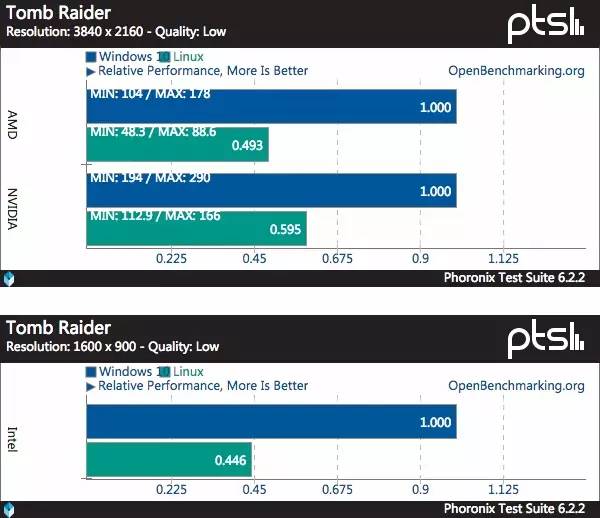 Tomb Raider
Resolution: 3840 x 2160 - Quality: Low
ptsl
Windows 10 Linux
Relative Performance, More Is Better
OpenBenchmarking.org
AMD
MIN: 104 / MAX: 178
1.000
MIN: 48.3 / MAX: 88.6
0.493
NVIDIA
MIN: 194 / MAX: 290
1.000
MIN: 112.9 / MAX: 166
0.595
0.225 0.45 0.675 0.9 1.125
Phoronix Test Suite 6.2.2
Tomb Raider
Resolution: 1600 x 900 - Quality: Low
ptsl
Windows 10 Linux
Relative Performance, More Is Better
OpenBenchmarking.org
Intel
1.000
0.446
0.225 0.45 0.675 0.9 1.125
Phoronix Test Suite 6.2.2